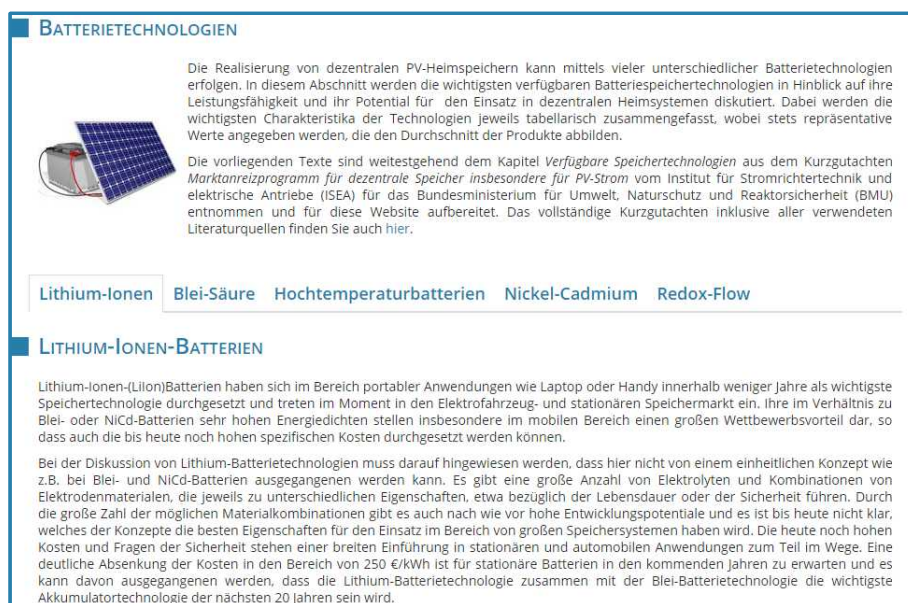 BATTERIETECHNOLOGIEN
Die Realisierung von dezentralen PV-Heimspeichern kann mittels vieler unterschiedlicher Batterietechnologien
erfolgen. In diesem Abschnitt werden die wichtigsten verfügbaren Batteriespeichertechnologien in Hinblick auf ihre
Leistungsfähigkeit und ihr Potential für den Einsatz in dezentralen Heimsystemen diskutiert. Dabei werden die
wichtigsten Charakteristika der Technologien jeweils tabellarisch zusammengefasst, wobei stets repräsentative
Werte angegeben werden, die den Durchschnitt der Produkte abbilden.
Die vorliegenden Texte sind weitestgehend dem Kapitel Verfügbare Speichertechnologien aus dem Kurzgutachten
Marktanreizprogramm für dezentrale Speicher insbesondere für PV-Strom vom Institut für Stromrichtertechnik und
elektrische Antriebe (ISEA) für das Bundesministerium für Umwelt, Naturschutz und Reaktorsicherheit (BMU)
entnommen und für diese Website aufbereitet. Das vollständige Kurzgutachten inklusive aller verwendeten
Literaturquellen finden Sie auch hier.
Lithium-Ionen Blei-Säure Hochtemperaturbatterien Nickel-Cadmium Redox-Flow
LITHIUM-IONEN-BATTERIEN
Lithium-Ionen-(LiIon)Batterien haben sich im Bereich portabler Anwendungen wie Laptop oder Handy innerhalb weniger Jahre als wichtigste
Speichertechnologie durchgesetzt und treten im Moment in den Elektrofahrzeug- und stationären Speichermarkt ein. Ihre im Verhältnis zu
Blei- oder NiCd-Batterien sehr hohen Energiedichten stellen insbesondere im mobilen Bereich einen großen Wettbewerbsvorteil dar, so
dass auch die bis heute noch hohen spezifischen Kosten durchgesetzt werden können.
Bei der Diskussion von Lithium-Batterietechnologien muss darauf hingewiesen werden, dass hier nicht von einem einheitlichen Konzept wie
z.B. bei Blei- und NiCd-Batterien ausgegangenen werden kann. Es gibt eine große Anzahl von Elektrolyten und Kombinationen von
Elektrodenmaterialen, die jeweils zu unterschiedlichen Eigenschaften, etwa bezüglich der Lebensdauer oder der Sicherheit führen. Durch
die große Zahl der möglichen Materialkombinationen gibt es auch nach wie vor hohe Entwicklungspotentiale und es ist bis heute nicht klar,
welches der Konzepte die besten Eigenschaften für den Einsatz im Bereich von großen Speichersystemen haben wird. Die heute noch hohen
Kosten und Fragen der Sicherheit stehen einer breiten Einführung in stationären und automobilen Anwendungen zum Teil im Wege. Eine
deutliche Absenkung der Kosten in den Bereich von 250 €/kWh ist für stationäre Batterien in den kommenden Jahren zu erwarten und es
kann davon ausgegangenen werden, dass die Lithium-Batterietechnologie zusammen mit der Blei-Batterietechnologie die wichtigste
Akkumulatortechnologie der nächsten 20 Jahren sein wird.